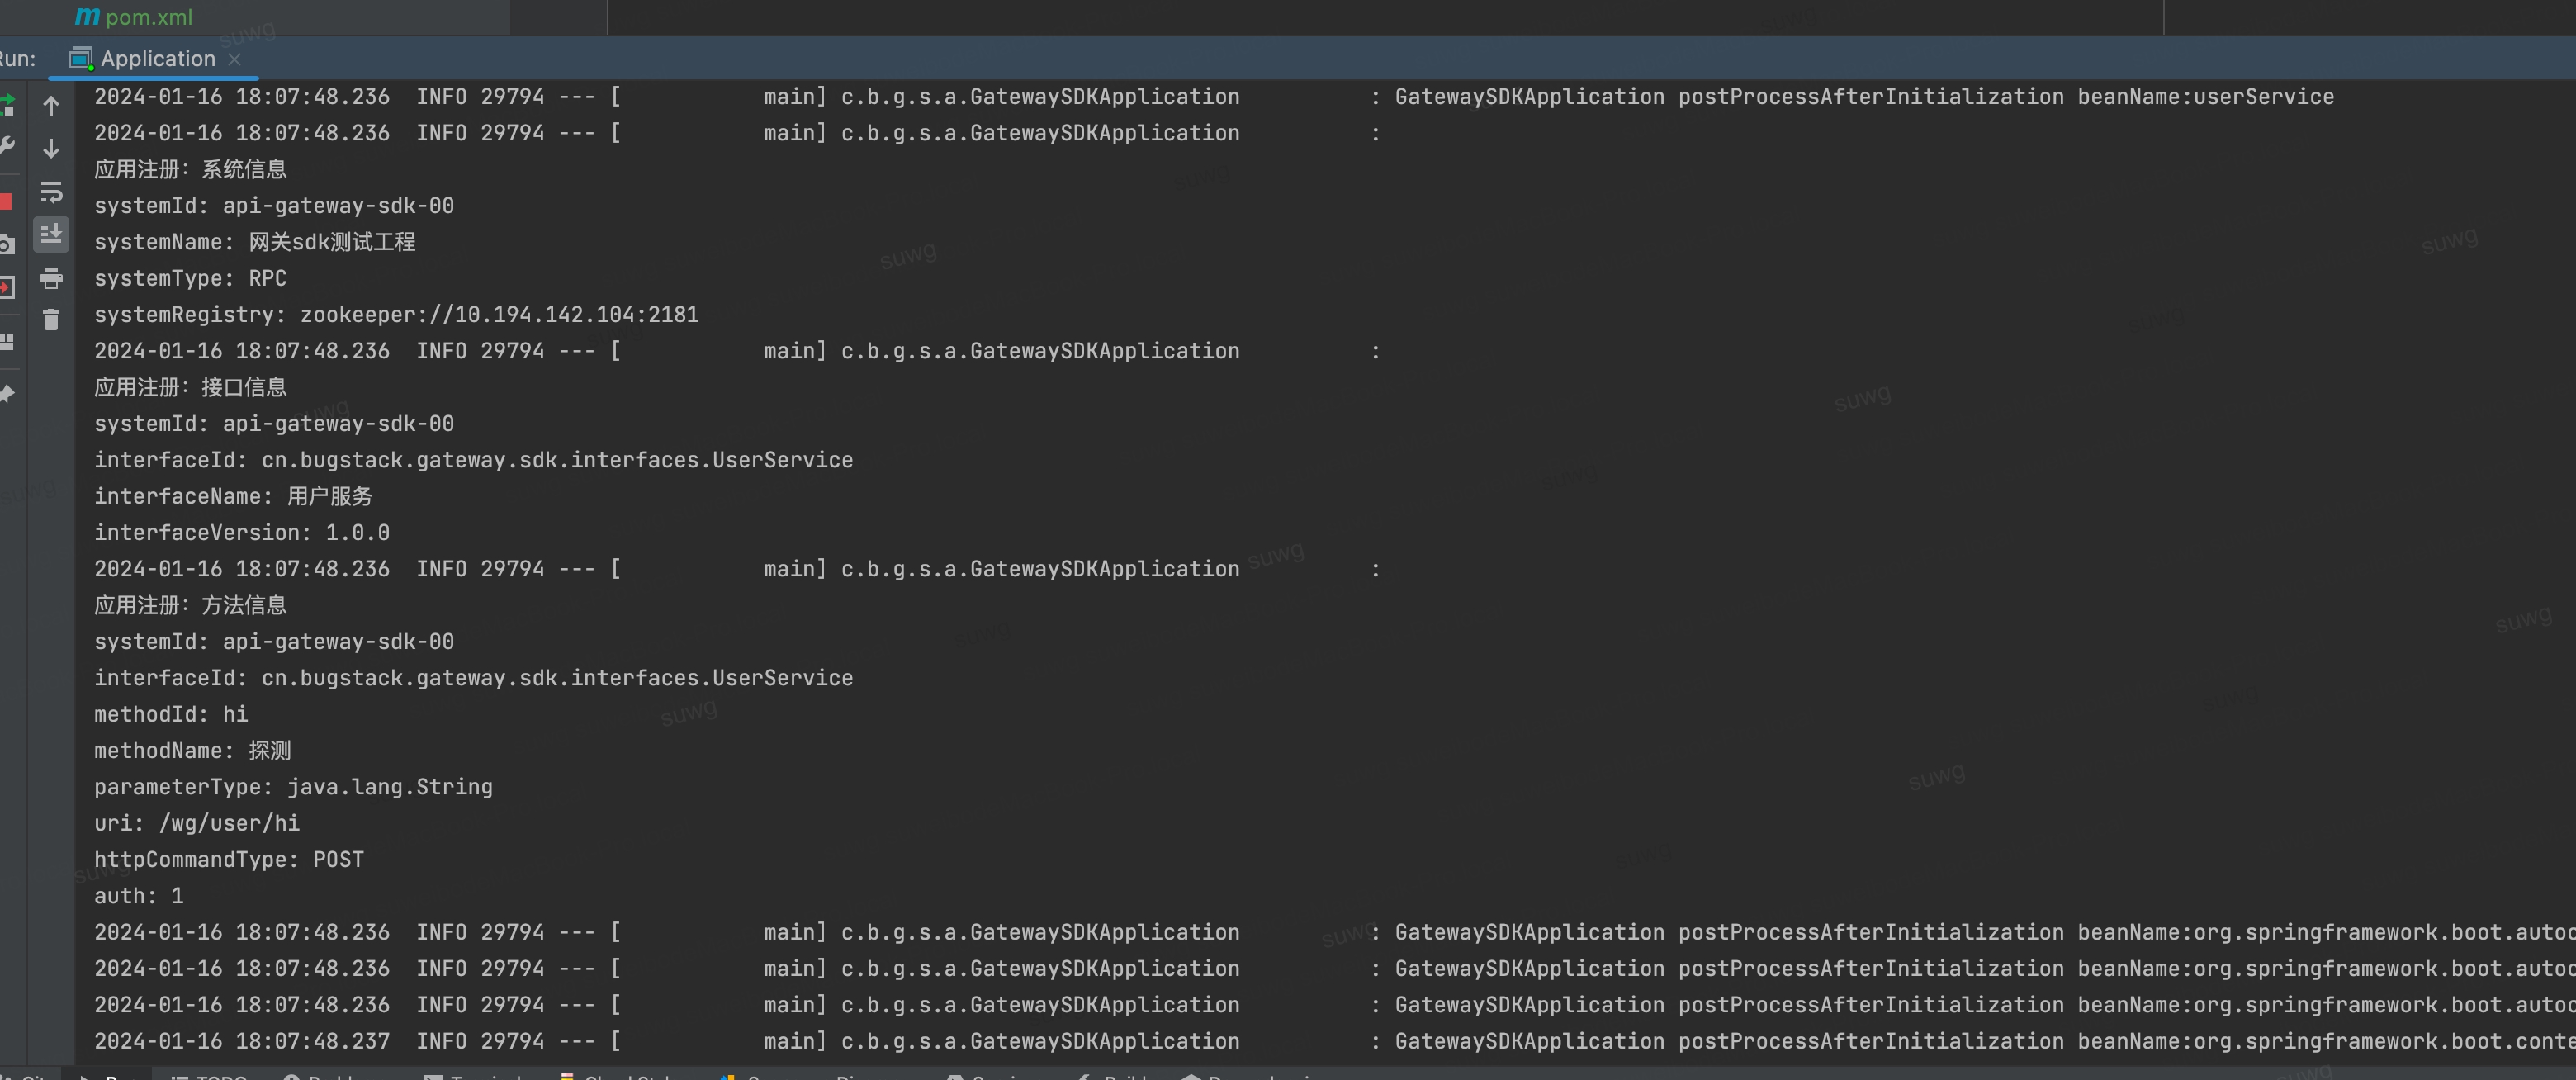 pom.xml
Run: Application
2024-01-16 18:07:48.236  INFO 29794 --- [           main] c.b.g.s.a.GatewaySDKApplication          : GatewaySDKApplication postProcessAfterInitialization beanName:userService
2024-01-16 18:07:48.236  INFO 29794 --- [           main] c.b.g.s.a.GatewaySDKApplication          :
应用注册：系统信息
systemId: api-gateway-sdk-00
systemName: 网关sdk测试工程
systemType: RPC
systemRegistry: zookeeper://10.194.142.104:2181
2024-01-16 18:07:48.236  INFO 29794 --- [           main] c.b.g.s.a.GatewaySDKApplication          :
应用注册：接口信息
systemId: api-gateway-sdk-00
interfaceId: cn.bugstack.gateway.sdk.interfaces.UserService
interfaceName: 用户服务
interfaceVersion: 1.0.0
2024-01-16 18:07:48.236  INFO 29794 --- [           main] c.b.g.s.a.GatewaySDKApplication          :
应用注册：方法信息
systemId: api-gateway-sdk-00
interfaceId: cn.bugstack.gateway.sdk.interfaces.UserService
methodId: hi
methodName: 探测
parameterType: java.lang.String
uri: /wg/user/hi
httpCommandType: POST
auth: 1
2024-01-16 18:07:48.236  INFO 29794 --- [           main] c.b.g.s.a.GatewaySDKApplication          : GatewaySDKApplication postProcessAfterInitialization beanName:org.springframework.boot.autoc
2024-01-16 18:07:48.236  INFO 29794 --- [           main] c.b.g.s.a.GatewaySDKApplication          : GatewaySDKApplication postProcessAfterInitialization beanName:org.springframework.boot.autoc
2024-01-16 18:07:48.236  INFO 29794 --- [           main] c.b.g.s.a.GatewaySDKApplication          : GatewaySDKApplication postProcessAfterInitialization beanName:org.springframework.boot.autoc
2024-01-16 18:07:48.237  INFO 29794 --- [           main] c.b.g.s.a.GatewaySDKApplication          : GatewaySDKApplication postProcessAfterInitialization beanName:org.springframework.boot.conte
suwg